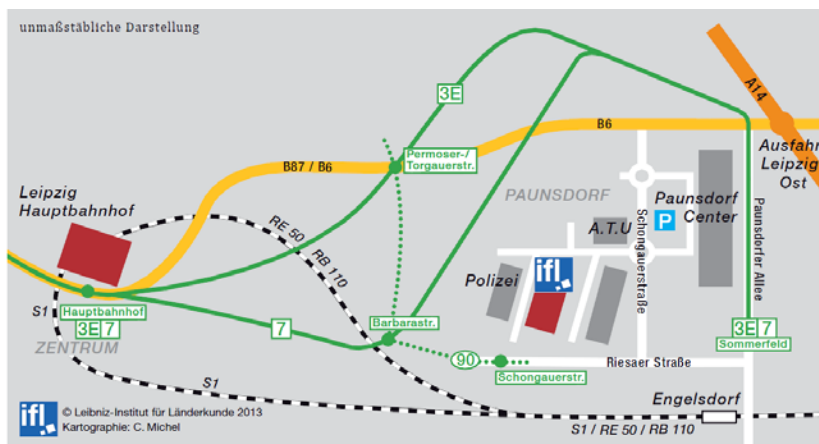 unmaßstäbliche Darstellung
3E
A14
B6
B87 / B6
Permoser-/
Torgauerstr.
Ausfahrt
Leipzig
Ost
Leipzig
Hauptbahnhof
PAUNSDORF
Paunsdorf
Center
P
A.T.U
Schongauerstraße
Paunsdorfer Allee
RE 50
RB 110
Polizei
ifl
S1
Hauptbahnhof
3E 7
ZENTRUM
7
Barbarastr.
90
Schongauerstr.
Riesaer Straße
3E 7
Sommerfeld
S1
Engelsdorf
S1 / RE 50 / RB 110
ifl
© Leibniz-Institut für Länderkunde 2013
Kartographie: C. Michel